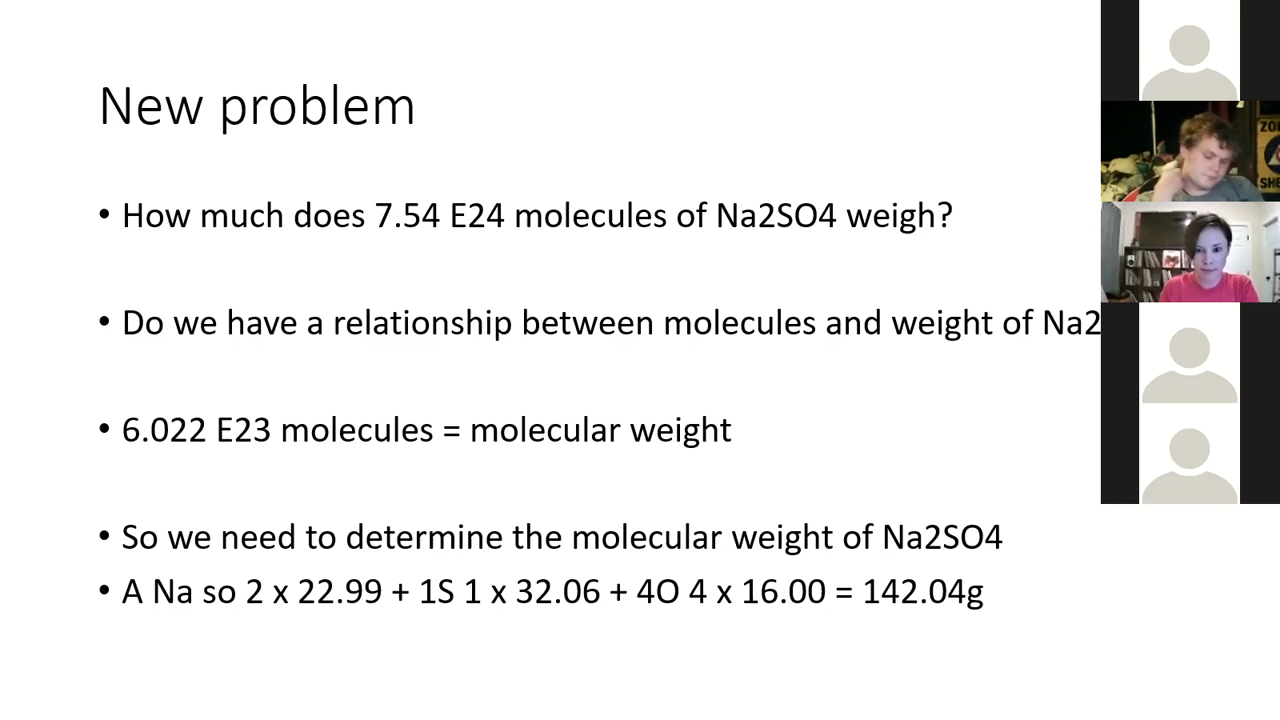 New problem
• How much does 7.54 E24 molecules of Na2SO4 weigh?
• Do we have a relationship between molecules and weight of Na2
• 6.022 E23 molecules = molecular weight
• So we need to determine the molecular weight of Na2SO4
• A Na so 2 x 22.99 + 1S 1 x 32.06 + 4O 4 x 16.00 = 142.04g